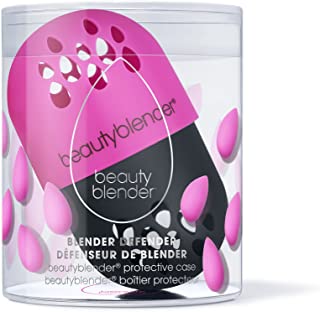 beautyblender®
beauty
blender®
BLENDER DEFENDER
DÉFENSEUR DE BLENDER
beautyblender® protective case
beautyblender® boîtier protecteur